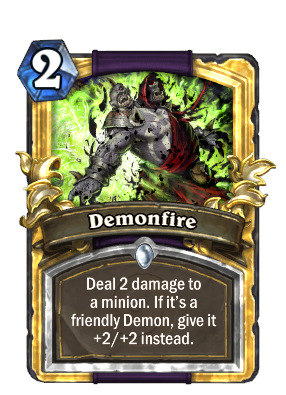 2
Demonfire
Deal 2 damage to
a minion. If it's a
friendly Demon, give it
+2/+2 instead.